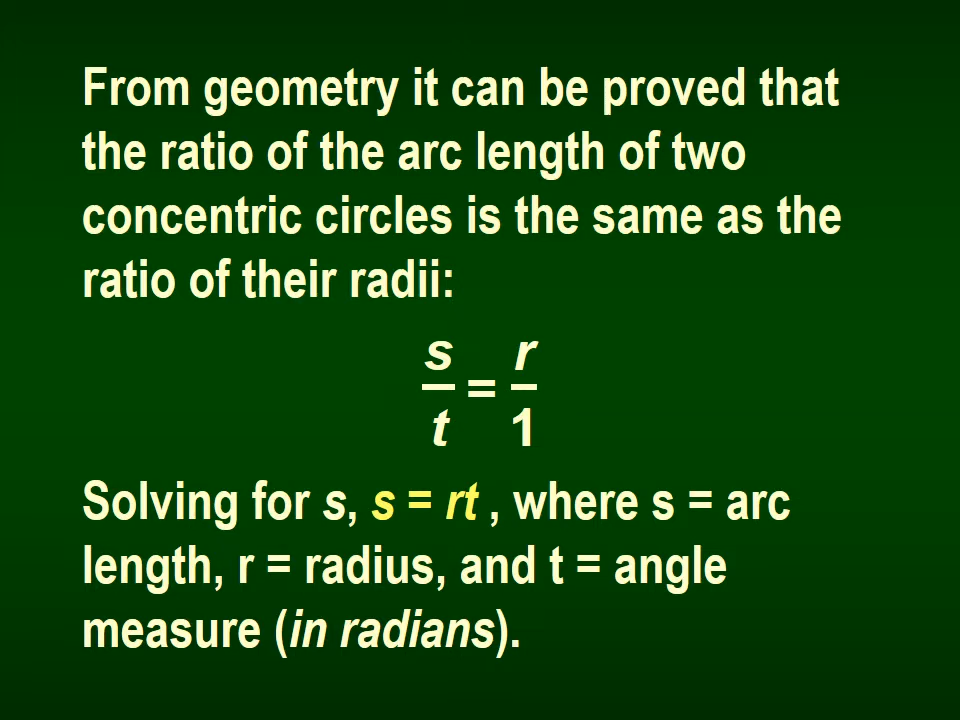 From geometry it can be proved that
the ratio of the arc length of two
concentric circles is the same as the
ratio of their radii:
s/t = r/1
Solving for s, s = rt , where s = arc
length, r = radius, and t = angle
measure (in radians).